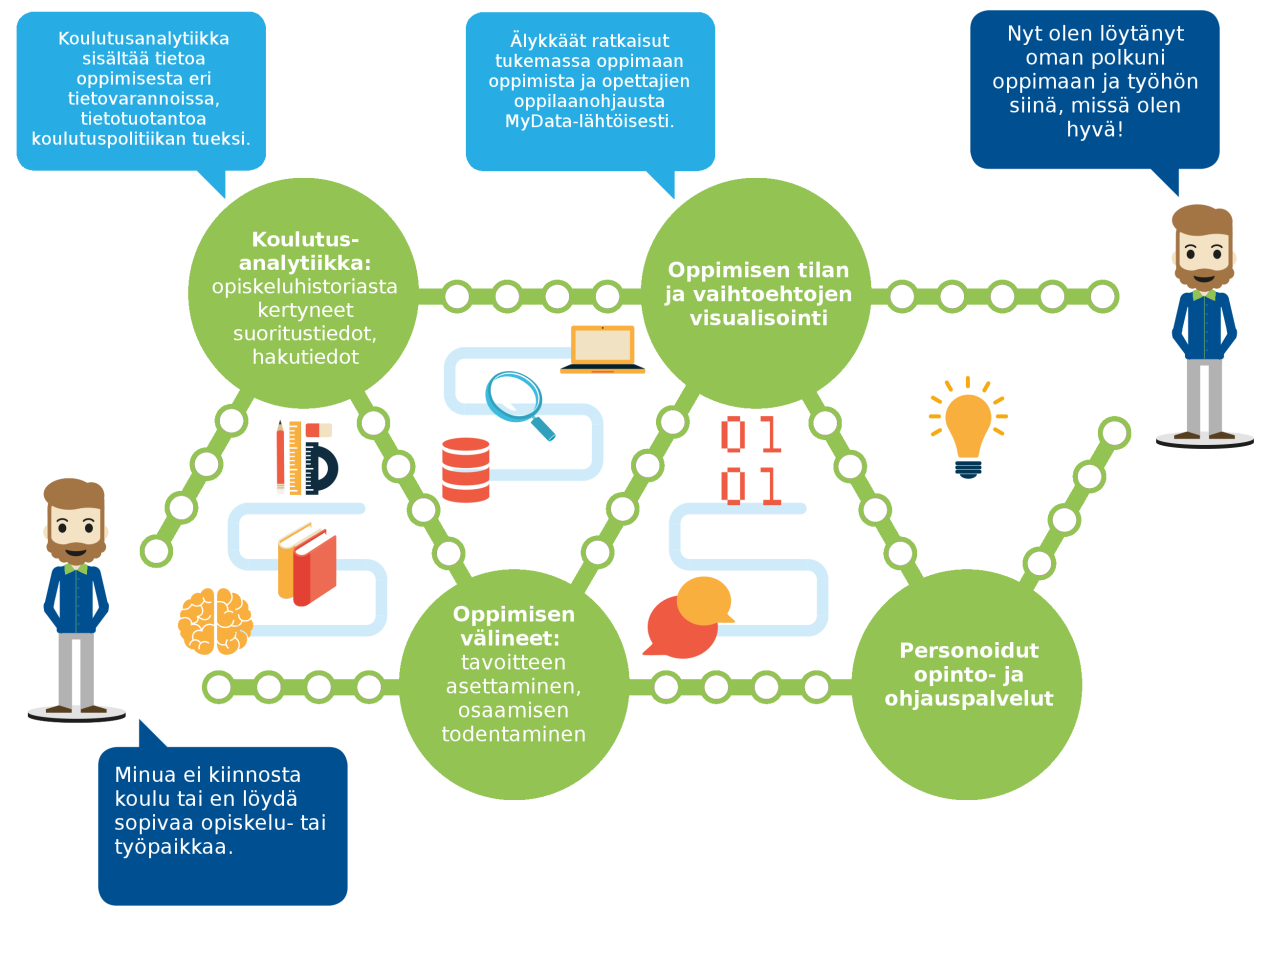 Koulutusanalytiikka
sisältää tietoa
oppimisesta eri
tietovarannoissa,
tietotuotantoa
koulutuspolitiikan tueksi.
Älykkäät ratkaisut
tukemassa oppimaan
oppimista ja opettajien
oppilaanohjausta
MyData-lähtöisesti.
Nyt olen löytänyt
oman polkuni
oppimaan ja työhön
siinä, missä olen
hyvä!
Koulutus-
analytiikka:
opiskeluhistoriasta
kertyneet
suoritustiedot,
hakutiedot
Oppimisen tilan
ja vaihtoehtojen
visualisointi
01
01
Oppimisen
välineet:
tavoitteen
asettaminen,
osaamisen
todentaminen
Personoidut
opinto- ja
ohjauspalvelut
Minua ei kiinnosta
koulu tai en löydä
sopivaa opiskelu- tai
työpaikkaa.